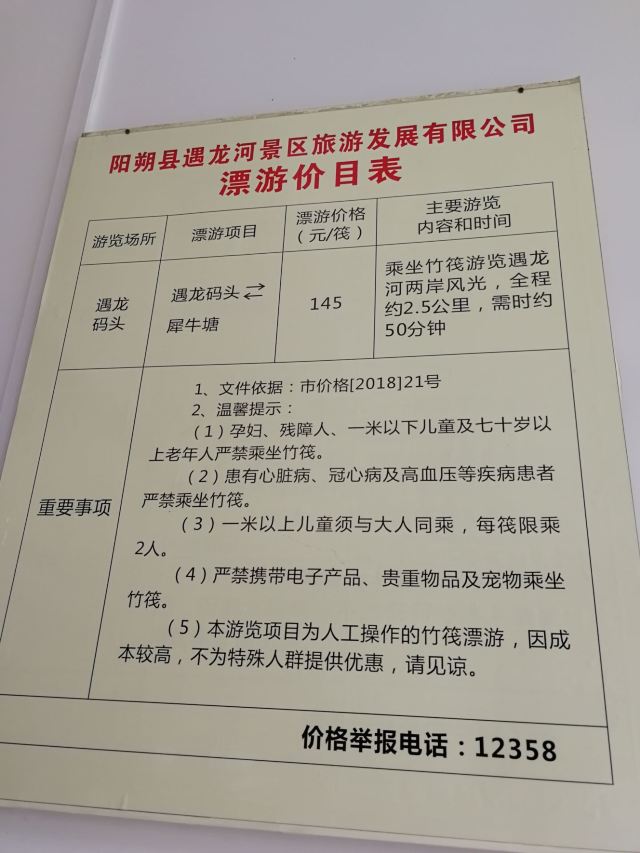 阳朔县遇龙河景区旅游发展有限公司
漂游价目表
游览场所 漂游项目 漂游价格（元/筏） 主要游览内容和时间
遇龙码头 遇龙码头⇄犀牛塘 145 乘坐竹筏游览遇龙河两岸风光，全程约2.5公里，需时约50分钟
重要事项
1、文件依据：市价格[2018]21号
2、温馨提示：
（1）孕妇、残障人、一米以下儿童及七十岁以
上老年人严禁乘坐竹筏。
（2）患有心脏病、冠心病及高血压等疾病患者
严禁乘坐竹筏。
（3）一米以上儿童须与大人同乘，每筏限乘
2人。
（4）严禁携带电子产品、贵重物品及宠物乘坐
竹筏。
（5）本游览项目为人工操作的竹筏漂游，因成
本较高，不为特殊人群提供优惠，请见谅。
价格举报电话：12358